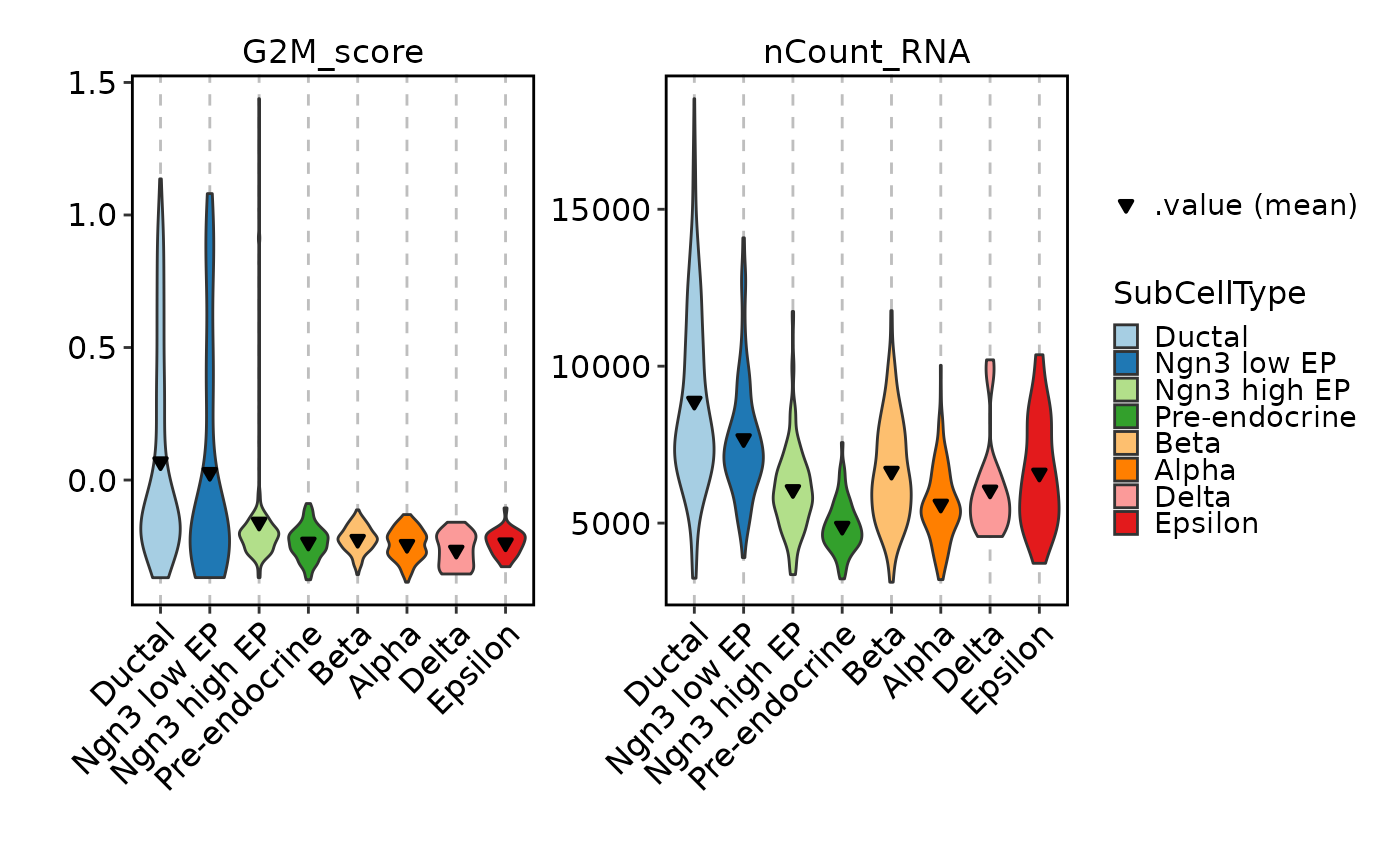 G2M_score
nCount_RNA
1.5
1.0
0.5
0.0
15000
10000
5000
Ductal
Ngn3 low EP
Ngn3 high EP
Pre-endocrine
Beta
Alpha
Delta
Epsilon
Ductal
Ngn3 low EP
Ngn3 high EP
Pre-endocrine
Beta
Alpha
Delta
Epsilon
.value (mean)
SubCellType
Ductal
Ngn3 low EP
Ngn3 high EP
Pre-endocrine
Beta
Alpha
Delta
Epsilon